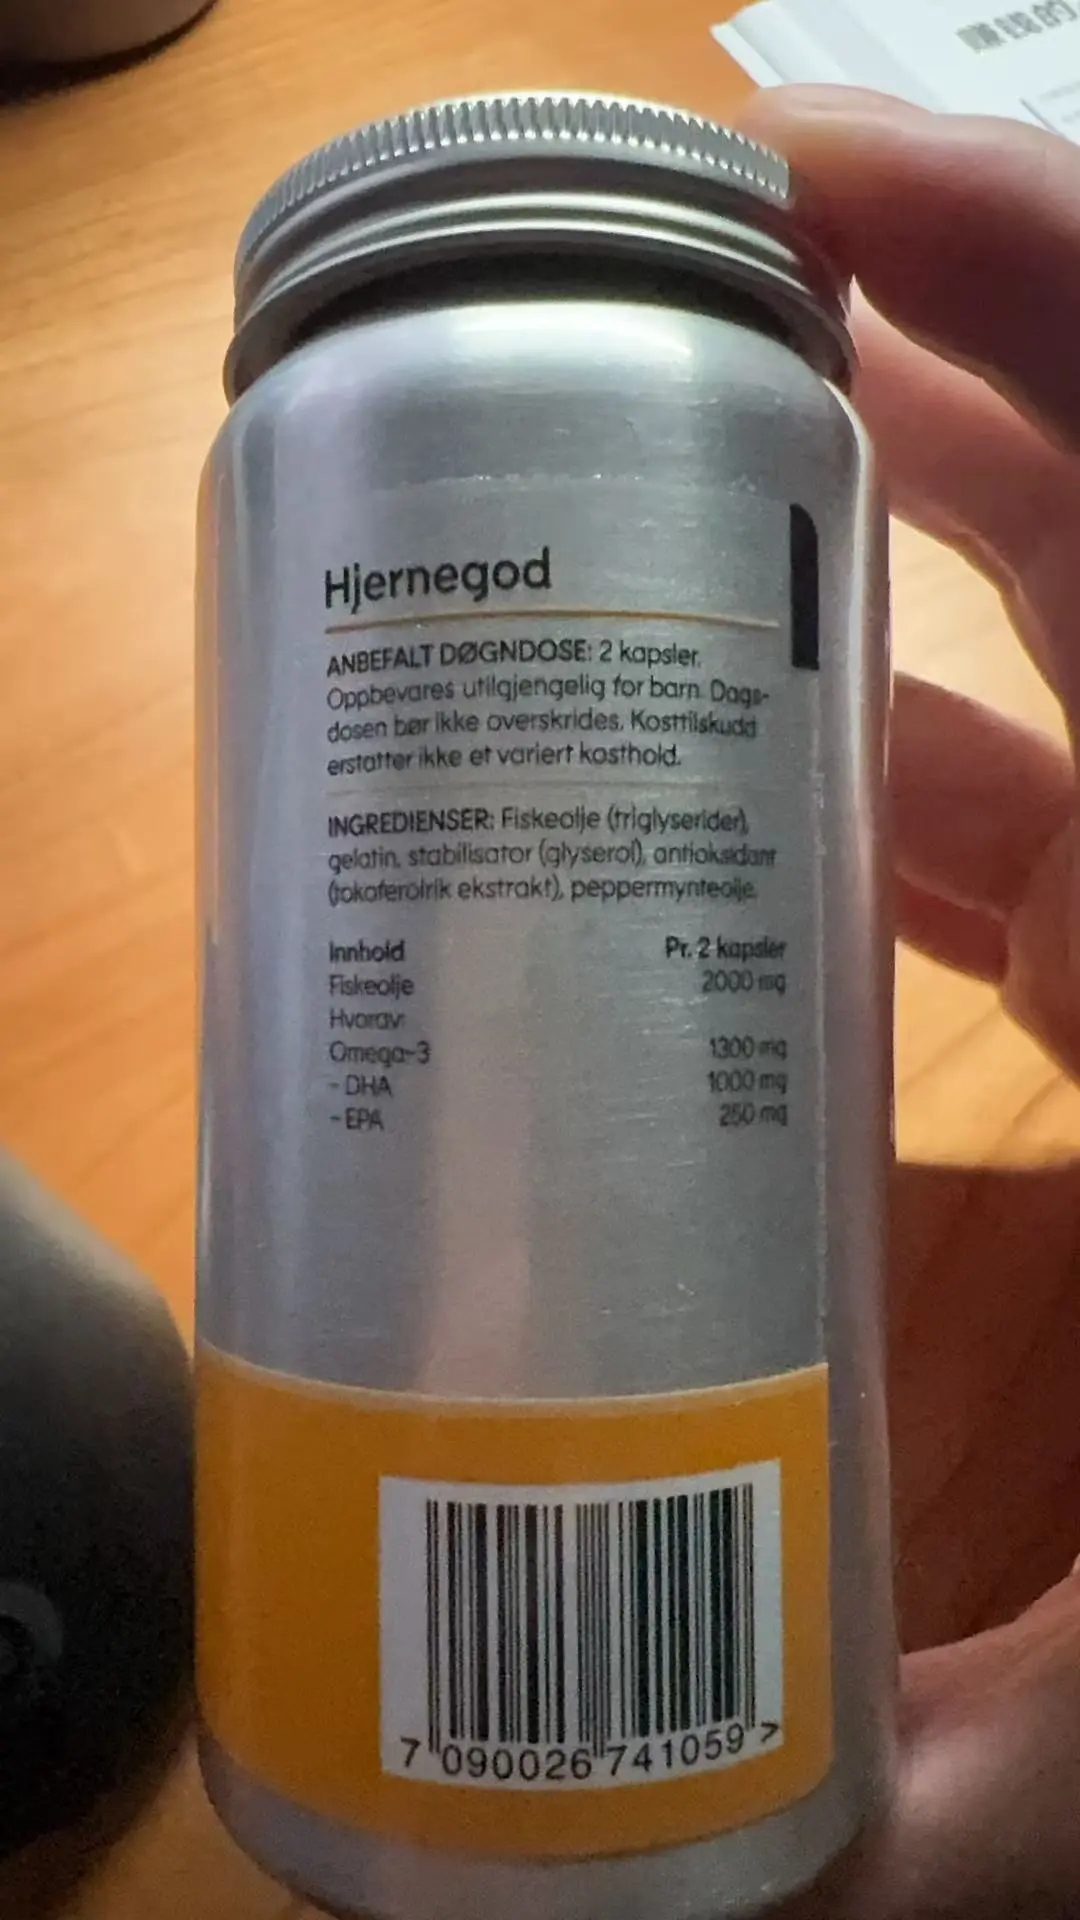 Hjernegod
ANBEFALT DØGNDOSE: 2 kapsler.
Oppbevares utilgjengelig for barn. Dags-
dosen bør ikke overskrides. Kosttilskudd
erstatter ikke et variert kosthold.
INGREDIENSER: Fiskeolje (triglyserider),
gelatin, stabilisator (glyserol), antioksidant
(tokoferolrik ekstrakt), peppermynteolje.
Innhold Pr. 2 kapsler
Fiskeolje 2000 mg
Hvorav:
Omega-3 1300 mg
- DHA 1000 mg
- EPA 250 mg
7 090026 741059 >